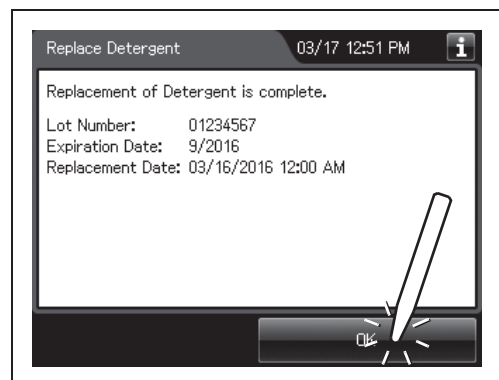 Replace Detergent 03/17 12:51 PM i
Replacement of Detergent is complete.
Lot Number: 01234567
Expiration Date: 9/2016
Replacement Date: 03/16/2016 12:00 AM
OK